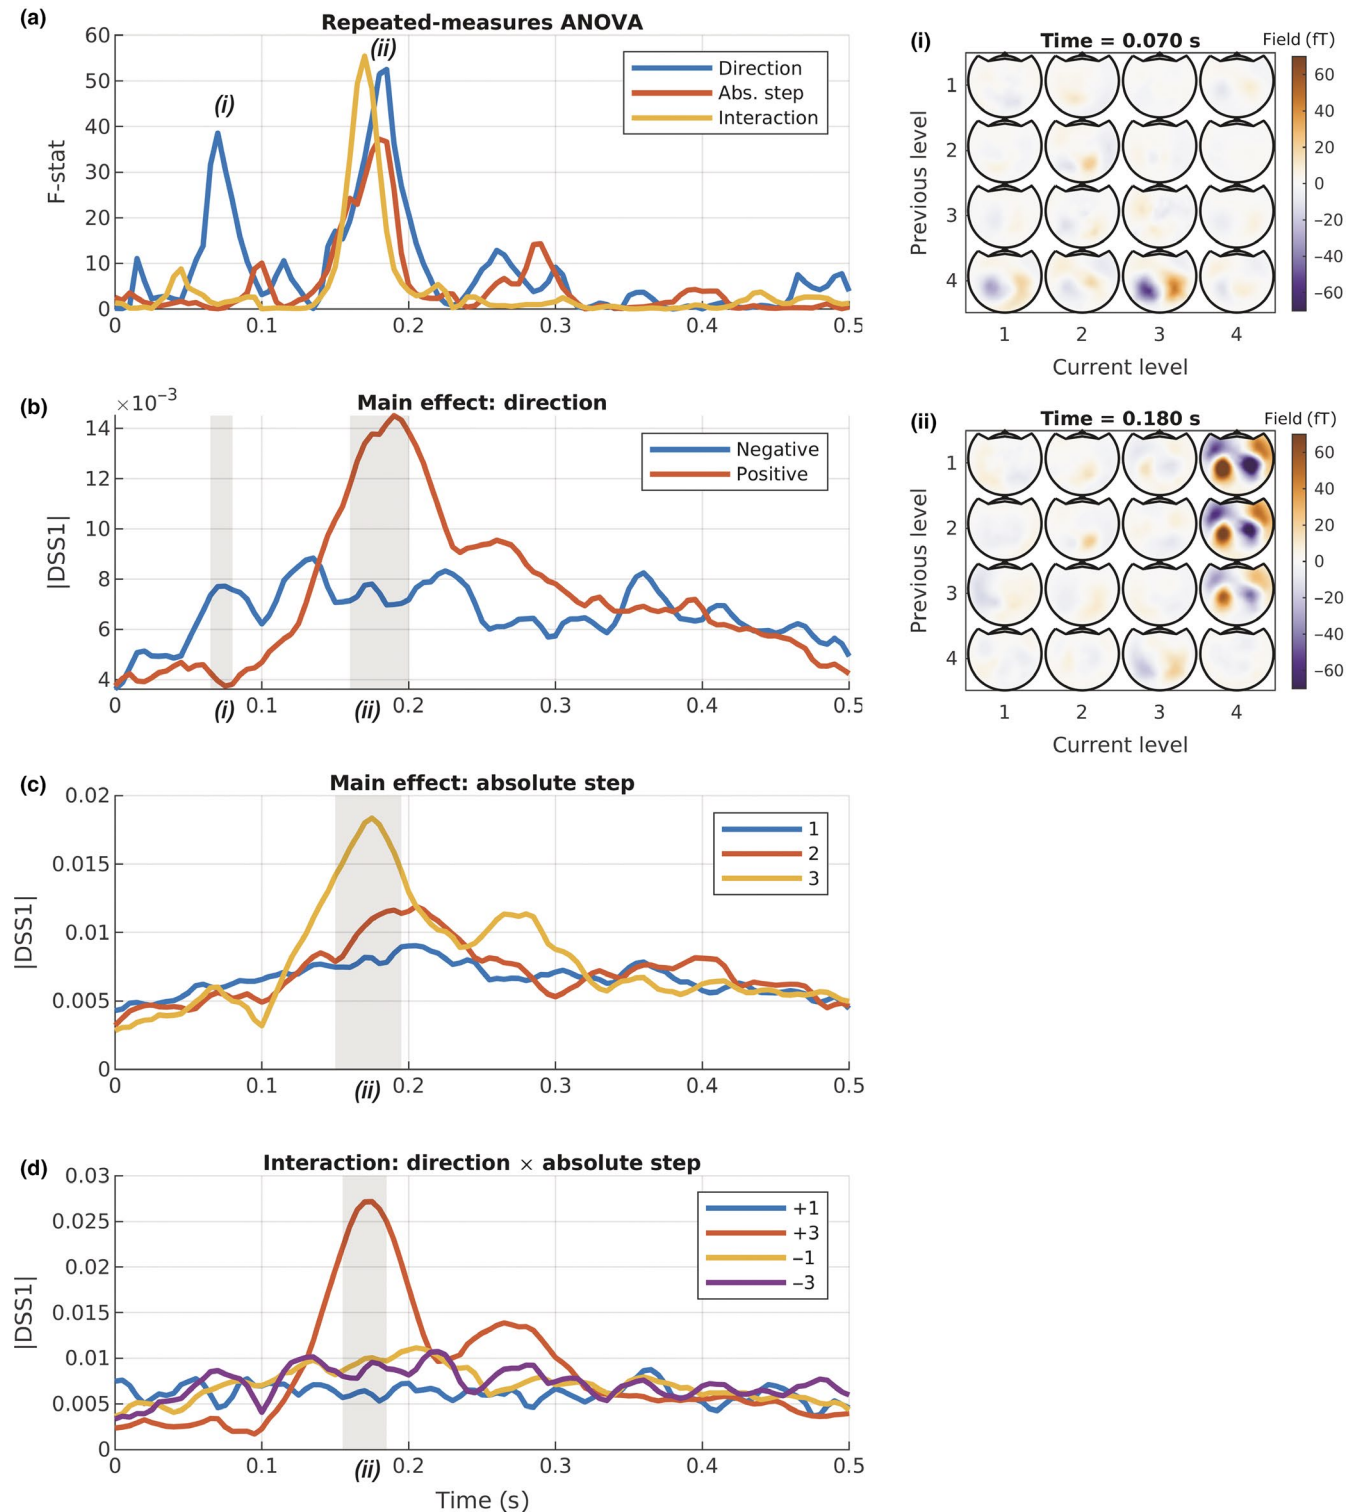 (a)
Repeated-measures ANOVA
60
50
40
30
20
10
0
F-stat
(i)
(ii)
Direction
Abs. step
Interaction
0 0.1 0.2 0.3 0.4 0.5
(i)
Time = 0.070 s
Field (fT)
Previous level
1
2
3
4
1 2 3 4
Current level
60
40
20
0
−20
−40
−60
(b)
×10⁻³
Main effect: direction
14
12
10
8
6
4
|DSS1|
Negative
Positive
0 (i) 0.1 (ii) 0.2 0.3 0.4 0.5
(ii)
Time = 0.180 s
Field (fT)
Previous level
1
2
3
4
1 2 3 4
Current level
60
40
20
0
−20
−40
−60
(c)
Main effect: absolute step
0.02
0.015
0.01
0.005
0
|DSS1|
1
2
3
0 0.1 (ii) 0.2 0.3 0.4 0.5
(d)
Interaction: direction × absolute step
0.03
0.025
0.02
0.015
0.01
0.005
0
|DSS1|
+1
+3
−1
−3
0 0.1 (ii) 0.2 0.3 0.4 0.5
Time (s)